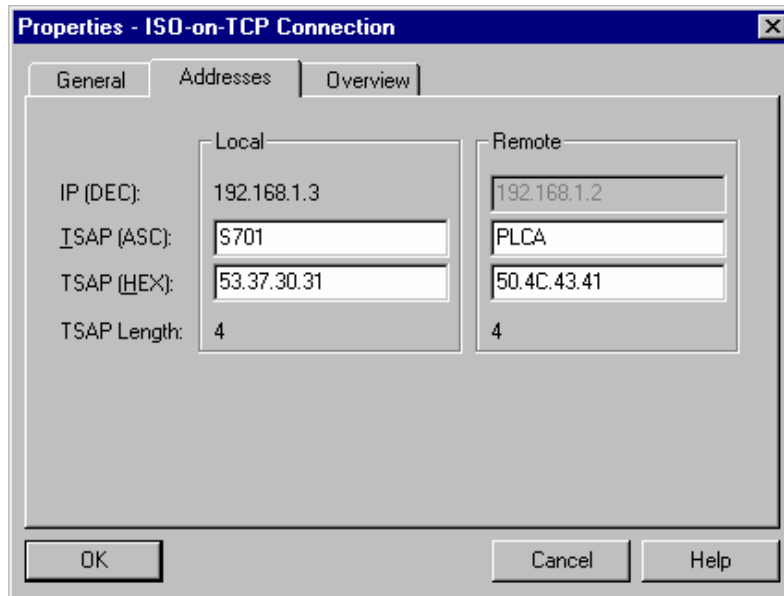 Properties - ISO-on-TCP Connection
General Addresses Overview
Local Remote
IP (DEC): 192.168.1.3 192.168.1.2
TSAP (ASC): S701 PLCA
TSAP (HEX): 53.37.30.31 50.4C.43.41
TSAP Length: 4 4
OK Cancel Help